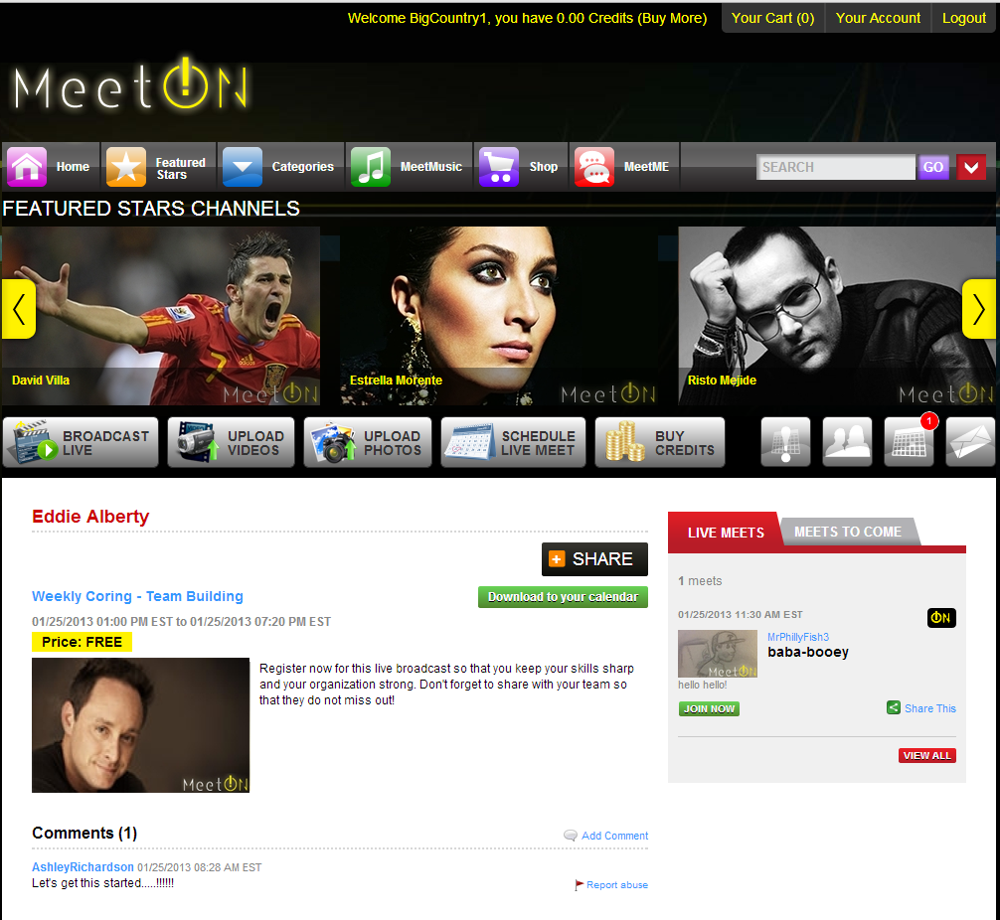 Welcome BigCountry1, you have 0.00 Credits (Buy More)
Your Cart (0)
Your Account
Logout
MeetON
Home
Featured
Stars
Categories
MeetMusic
Shop
MeetME
SEARCH
GO
FEATURED STARS CHANNELS
7
David Villa
MeetON
Estrella Morente
MeetON
Risto Mejide
MeetON
BROADCAST
LIVE
UPLOAD
VIDEOS
UPLOAD
PHOTOS
SCHEDULE
LIVE MEET
BUY
CREDITS
1
Eddie Alberty
SHARE
Weekly Coring - Team Building
Download to your calendar
01/25/2013 01:00 PM EST to 01/25/2013 07:20 PM EST
Price: FREE
Register now for this live broadcast so that you keep your skills sharp
and your organization strong. Don't forget to share with your team so
that they do not miss out!
MeetON
Comments (1)
Add Comment
AshleyRichardson 01/25/2013 08:28 AM EST
Let's get this started.....!!!!!!
Report abuse
LIVE MEETS
MEETS TO COME
1 meets
01/25/2013 11:30 AM EST
ON
MrPhillyFish3
baba-booey
MeetON
hello hello!
JOIN NOW
Share This
VIEW ALL